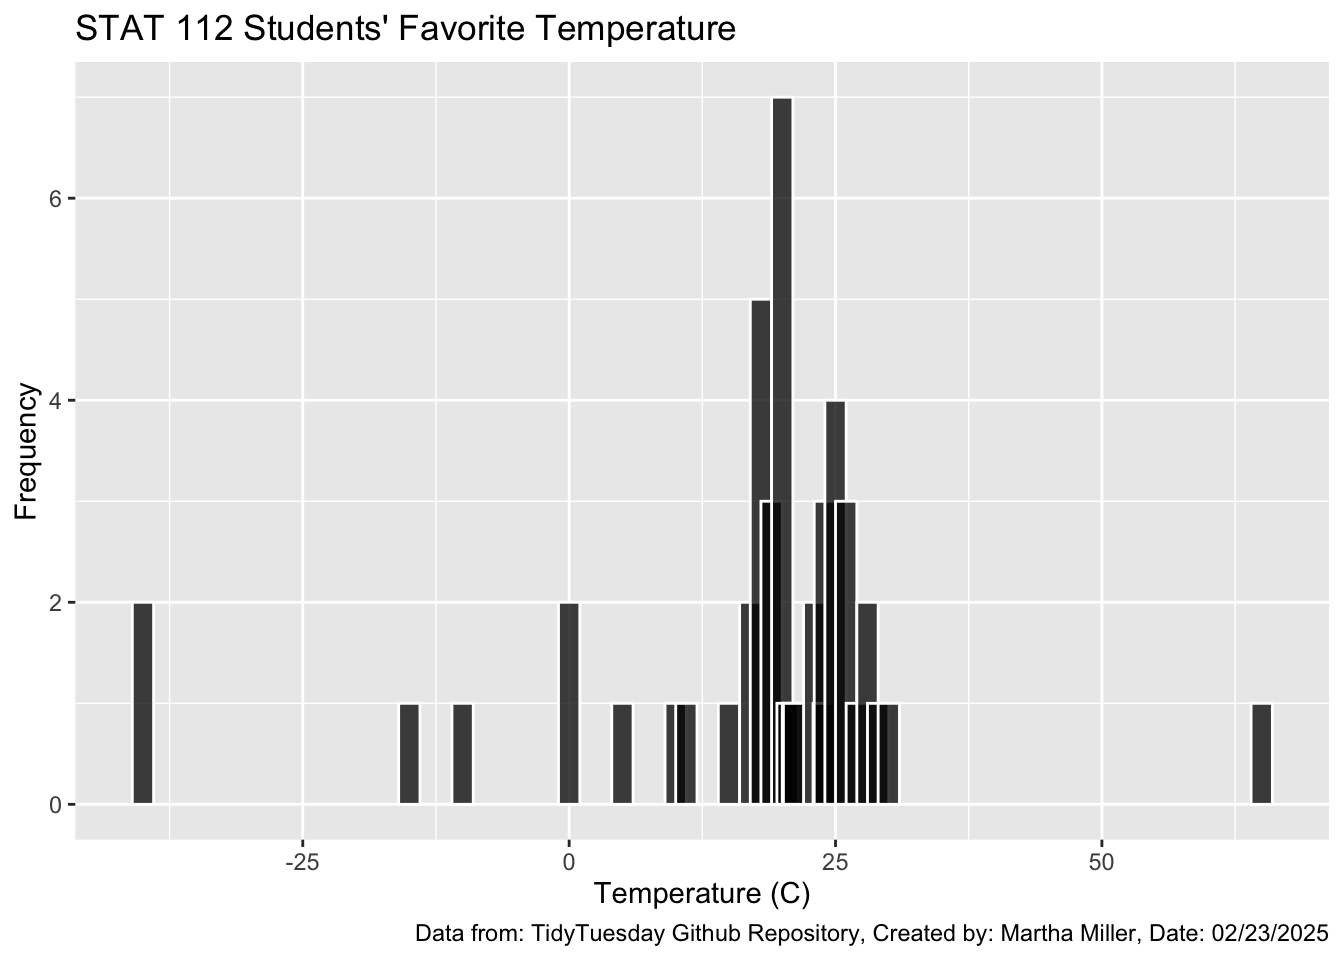 STAT 112 Students' Favorite Temperature
6
4
2
0
Frequency
-25
0
25
50
Temperature (C)
Data from: TidyTuesday Github Repository, Created by: Martha Miller, Date: 02/23/2025